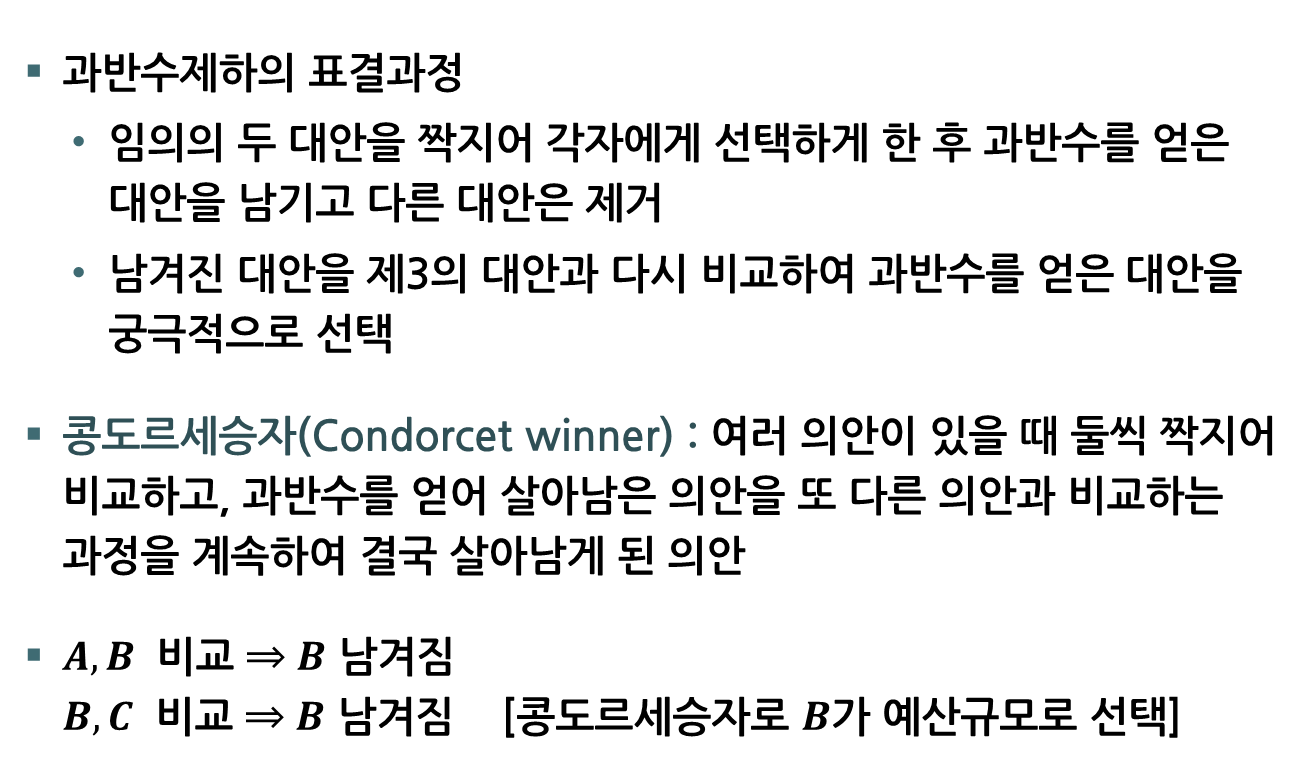 ▪ 과반수제하의 표결과정
• 임의의 두 대안을 짝지어 각자에게 선택하게 한 후 과반수를 얻은
대안을 남기고 다른 대안은 제거
• 남겨진 대안을 제3의 대안과 다시 비교하여 과반수를 얻은 대안을
궁극적으로 선택
▪ 콩도르세승자(Condorcet winner) : 여러 의안이 있을 때 둘씩 짝지어
비교하고, 과반수를 얻어 살아남은 의안을 또 다른 의안과 비교하는
과정을 계속하여 결국 살아남게 된 의안
▪ A, B 비교 ⇒ B 남겨짐
B, C 비교 ⇒ B 남겨짐 [콩도르세승자로 B가 예산규모로 선택]